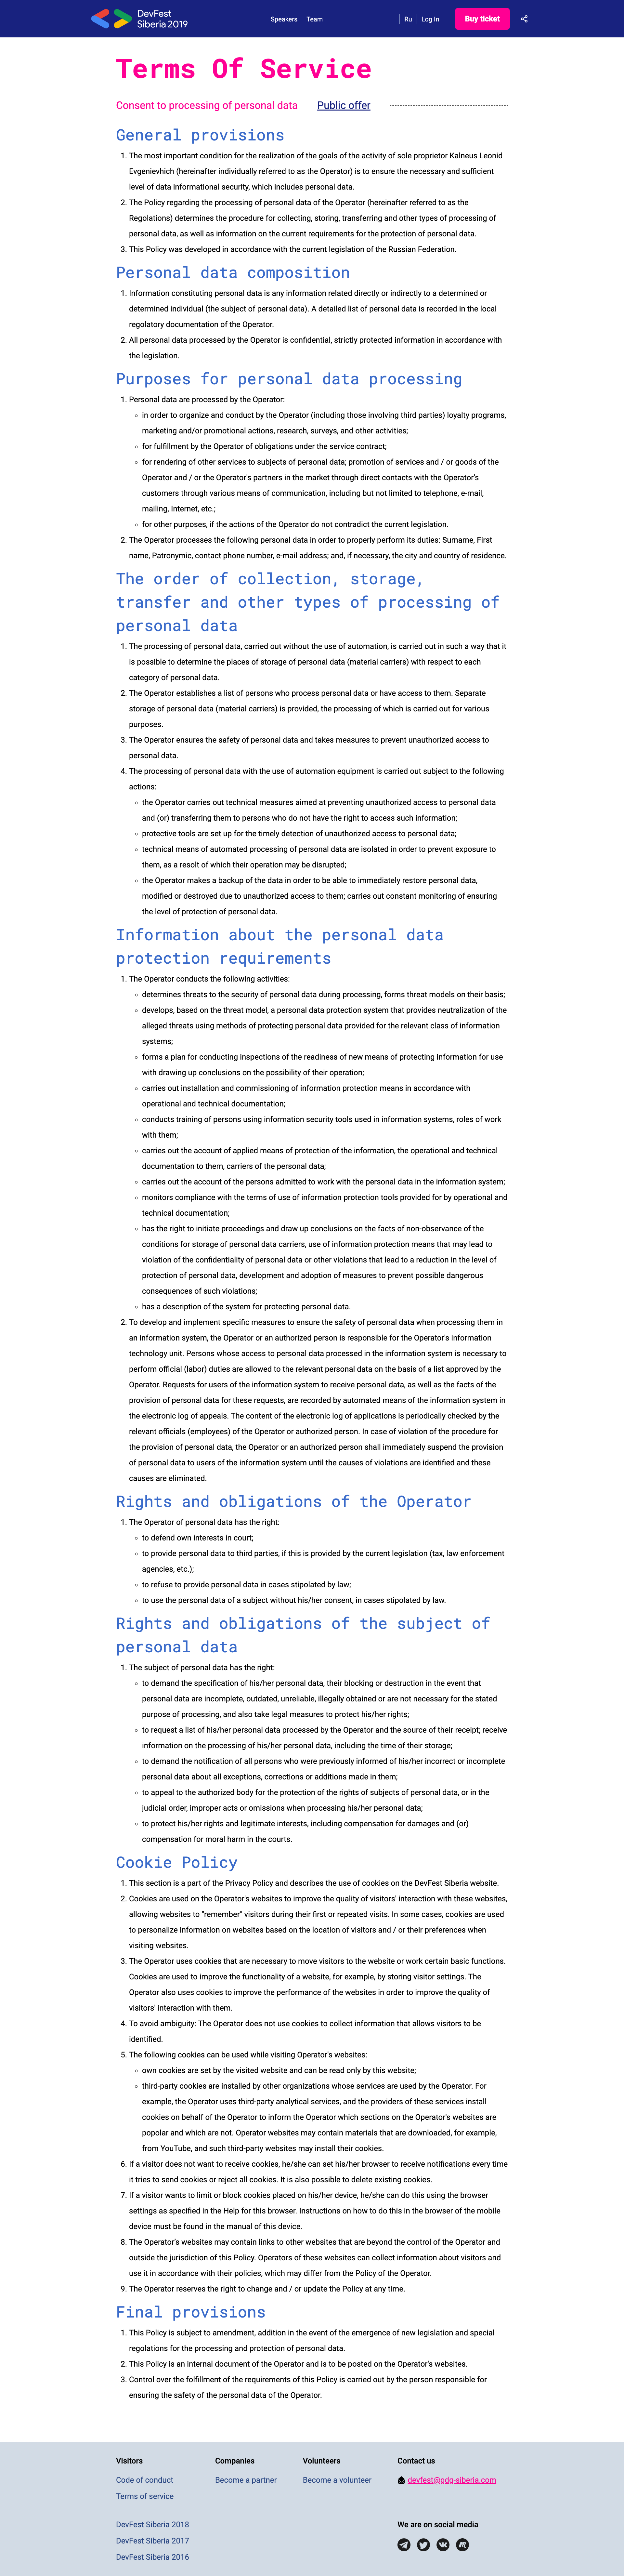 DevFest
Siberia 2019
Speakers Team
Ru Log In Buy ticket
Terms Of Service
Consent to processing of personal data Public offer
General provisions
1. The most important condition for the realization of the goals of the activity of sole proprietor Kalneus Leonid
Evgenievhich (hereinafter individually referred to as the Operator) is to ensure the necessary and sufficient
level of data informational security, which includes personal data.
2. The Policy regarding the processing of personal data of the Operator (hereinafter referred to as the
Regolations) determines the procedure for collecting, storing, transferring and other types of processing of
personal data, as well as information on the current requirements for the protection of personal data.
3. This Policy was developed in accordance with the current legislation of the Russian Federation.
Personal data composition
1. Information constituting personal data is any information related directly or indirectly to a determined or
determined individual (the subject of personal data). A detailed list of personal data is recorded in the local
regolatory documentation of the Operator.
2. All personal data processed by the Operator is confidential, strictly protected information in accordance with
the legislation.
Purposes for personal data processing
1. Personal data are processed by the Operator:
in order to organize and conduct by the Operator (including those involving third parties) loyalty programs,
marketing and/or promotional actions, research, surveys, and other activities;
for fulfillment by the Operator of obligations under the service contract;
for rendering of other services to subjects of personal data; promotion of services and / or goods of the
Operator and / or the Operator's partners in the market through direct contacts with the Operator's
customers through various means of communication, including but not limited to telephone, e-mail,
mailing, Internet, etc.;
for other purposes, if the actions of the Operator do not contradict the current legislation.
2. The Operator processes the following personal data in order to properly perform its duties: Surname, First
name, Patronymic, contact phone number, e-mail address; and, if necessary, the city and country of residence.
The order of collection, storage,
transfer and other types of processing of
personal data
1. The processing of personal data, carried out without the use of automation, is carried out in such a way that it
is possible to determine the places of storage of personal data (material carriers) with respect to each
category of personal data.
2. The Operator establishes a list of persons who process personal data or have access to them. Separate
storage of personal data (material carriers) is provided, the processing of which is carried out for various
purposes.
3. The Operator ensures the safety of personal data and takes measures to prevent unauthorized access to
personal data.
4. The processing of personal data with the use of automation equipment is carried out subject to the following
actions:
the Operator carries out technical measures aimed at preventing unauthorized access to personal data
and (or) transferring them to persons who do not have the right to access such information;
protective tools are set up for the timely detection of unauthorized access to personal data;
technical means of automated processing of personal data are isolated in order to prevent exposure to
them, as a resolt of which their operation may be disrupted;
the Operator makes a backup of the data in order to be able to immediately restore personal data,
modified or destroyed due to unauthorized access to them; carries out constant monitoring of ensuring
the level of protection of personal data.
Information about the personal data
protection requirements
1. The Operator conducts the following activities:
determines threats to the security of personal data during processing, forms threat models on their basis;
develops, based on the threat model, a personal data protection system that provides neutralization of the
alleged threats using methods of protecting personal data provided for the relevant class of information
systems;
forms a plan for conducting inspections of the readiness of new means of protecting information for use
with drawing up conclusions on the possibility of their operation;
carries out installation and commissioning of information protection means in accordance with
operational and technical documentation;
conducts training of persons using information security tools used in information systems, roles of work
with them;
carries out the account of applied means of protection of the information, the operational and technical
documentation to them, carriers of the personal data;
carries out the account of the persons admitted to work with the personal data in the information system;
monitors compliance with the terms of use of information protection tools provided for by operational and
technical documentation;
has the right to initiate proceedings and draw up conclusions on the facts of non-observance of the
conditions for storage of personal data carriers, use of information protection means that may lead to
violation of the confidentiality of personal data or other violations that lead to a reduction in the level of
protection of personal data, development and adoption of measures to prevent possible dangerous
consequences of such violations;
has a description of the system for protecting personal data.
2. To develop and implement specific measures to ensure the safety of personal data when processing them in
an information system, the Operator or an authorized person is responsible for the Operator's information
technology unit. Persons whose access to personal data processed in the information system is necessary to
perform official (labor) duties are allowed to the relevant personal data on the basis of a list approved by the
Operator. Requests for users of the information system to receive personal data, as well as the facts of the
provision of personal data for these requests, are recorded by automated means of the information system in
the electronic log of appeals. The content of the electronic log of applications is periodically checked by the
relevant officials (employees) of the Operator or authorized person. In case of violation of the procedure for
the provision of personal data, the Operator or an authorized person shall immediately suspend the provision
of personal data to users of the information system until the causes of violations are identified and these
causes are eliminated.
Rights and obligations of the Operator
1. The Operator of personal data has the right:
to defend own interests in court;
to provide personal data to third parties, if this is provided by the current legislation (tax, law enforcement
agencies, etc.);
to refuse to provide personal data in cases stipolated by law;
to use the personal data of a subject without his/her consent, in cases stipolated by law.
Rights and obligations of the subject of
personal data
1. The subject of personal data has the right:
to demand the specification of his/her personal data, their blocking or destruction in the event that
personal data are incomplete, outdated, unreliable, illegally obtained or are not necessary for the stated
purpose of processing, and also take legal measures to protect his/her rights;
to request a list of his/her personal data processed by the Operator and the source of their receipt; receive
information on the processing of his/her personal data, including the time of their storage;
to demand the notification of all persons who were previously informed of his/her incorrect or incomplete
personal data about all exceptions, corrections or additions made in them;
to appeal to the authorized body for the protection of the rights of subjects of personal data, or in the
judicial order, improper acts or omissions when processing his/her personal data;
to protect his/her rights and legitimate interests, including compensation for damages and (or)
compensation for moral harm in the courts.
Cookie Policy
1. This section is a part of the Privacy Policy and describes the use of cookies on the DevFest Siberia website.
2. Cookies are used on the Operator's websites to improve the quality of visitors' interaction with these websites,
allowing websites to "remember" visitors during their first or repeated visits. In some cases, cookies are used
to personalize information on websites based on the location of visitors and / or their preferences when
visiting websites.
3. The Operator uses cookies that are necessary to move visitors to the website or work certain basic functions.
Cookies are used to improve the functionality of a website, for example, by storing visitor settings. The
Operator also uses cookies to improve the performance of the websites in order to improve the quality of
visitors' interaction with them.
4. To avoid ambiguity: The Operator does not use cookies to collect information that allows visitors to be
identified.
5. The following cookies can be used while visiting Operator's websites:
own cookies are set by the visited website and can be read only by this website;
third-party cookies are installed by other organizations whose services are used by the Operator. For
example, the Operator uses third-party analytical services, and the providers of these services install
cookies on behalf of the Operator to inform the Operator which sections on the Operator's websites are
popolar and which are not. Operator websites may contain materials that are downloaded, for example,
from YouTube, and such third-party websites may install their cookies.
6. If a visitor does not want to receive cookies, he/she can set his/her browser to receive notifications every time
it tries to send cookies or reject all cookies. It is also possible to delete existing cookies.
7. If a visitor wants to limit or block cookies placed on his/her device, he/she can do this using the browser
settings as specified in the Help for this browser. Instructions on how to do this in the browser of the mobile
device must be found in the manual of this device.
8. The Operator's websites may contain links to other websites that are beyond the control of the Operator and
outside the jurisdiction of this Policy. Operators of these websites can collect information about visitors and
use it in accordance with their policies, which may differ from the Policy of the Operator.
9. The Operator reserves the right to change and / or update the Policy at any time.
Final provisions
1. This Policy is subject to amendment, addition in the event of the emergence of new legislation and special
regolations for the processing and protection of personal data.
2. This Policy is an internal document of the Operator and is to be posted on the Operator's websites.
3. Control over the folfillment of the requirements of this Policy is carried out by the person responsible for
ensuring the safety of the personal data of the Operator.
Visitors Companies Volunteers Contact us
Code of conduct Become a partner Become a volunteer devfest@gdg-siberia.com
Terms of service
DevFest Siberia 2018 We are on social media
DevFest Siberia 2017
DevFest Siberia 2016